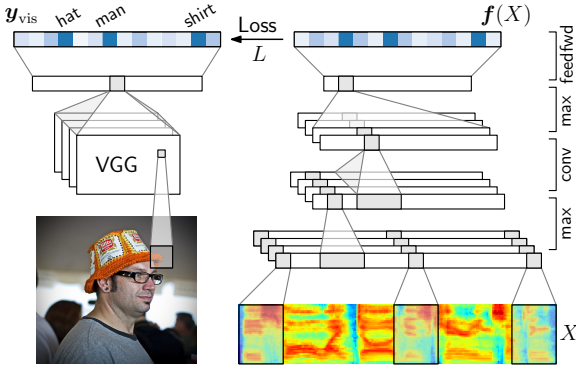 y_vis
hat man shirt
Loss
L
f(X)
feedfwd
max
conv
max
VGG
X